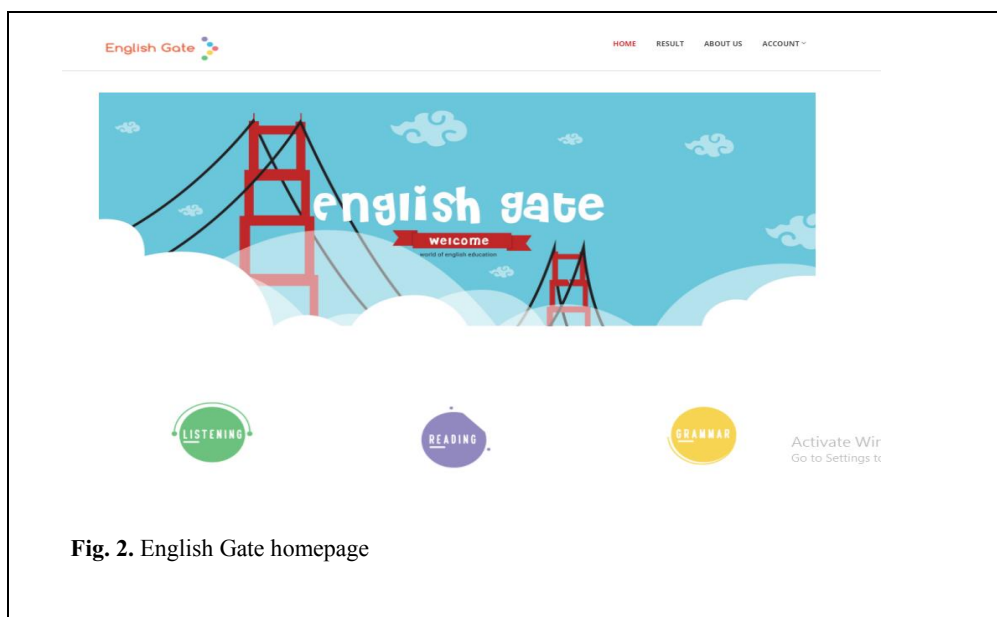 English Gate
HOME RESULT ABOUT US ACCOUNT
english gate
welcome
world of english education
LISTENING READING GRAMMAR
Activate Wir
Go to Settings to
Fig. 2. English Gate homepage